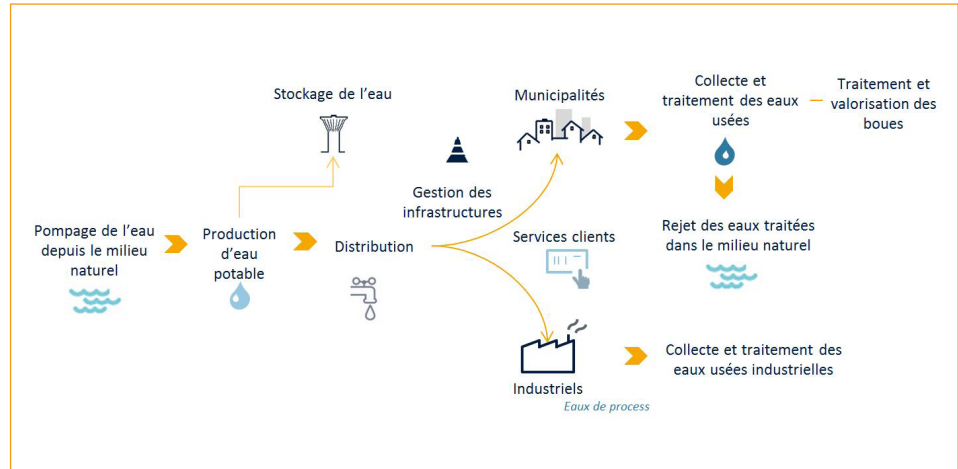 Pompage de l'eau
depuis le milieu
naturel
Production
d'eau
potable
Stockage de l'eau
Distribution
Gestion des
infrastructures
Municipalités
Services clients
Industriels
Eaux de process
Collecte et
traitement des eaux
usées
Traitement et
valorisation des
boues
Rejet des eaux traitées
dans le milieu naturel
Collecte et traitement des
eaux usées industrielles